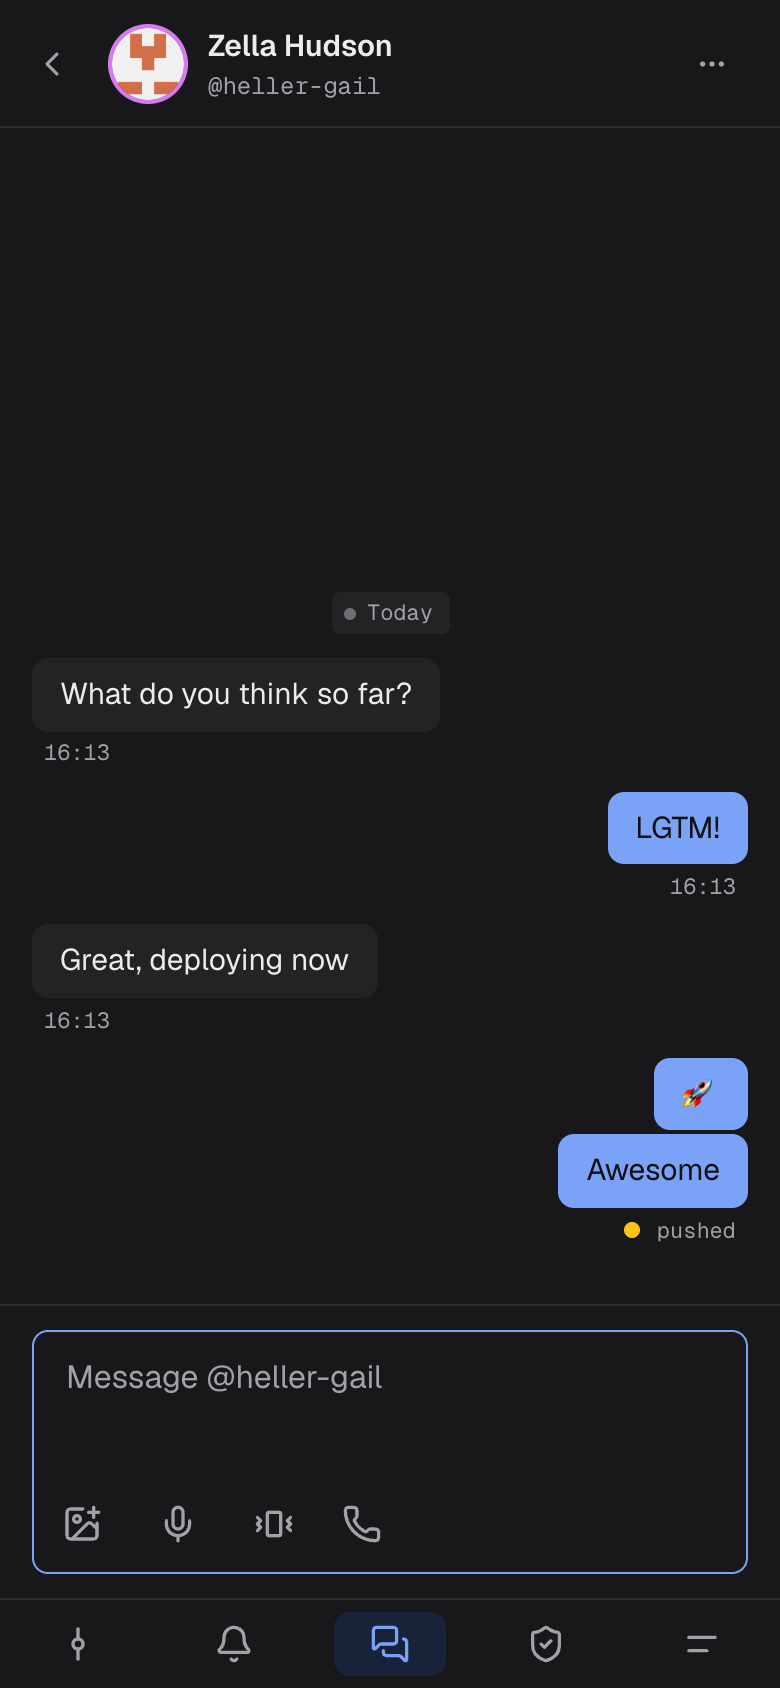 Zella Hudson
@heller-gail
Today
What do you think so far?
16:13
LGTM!
16:13
Great, deploying now
16:13
🚀
Awesome
pushed
Message @heller-gail